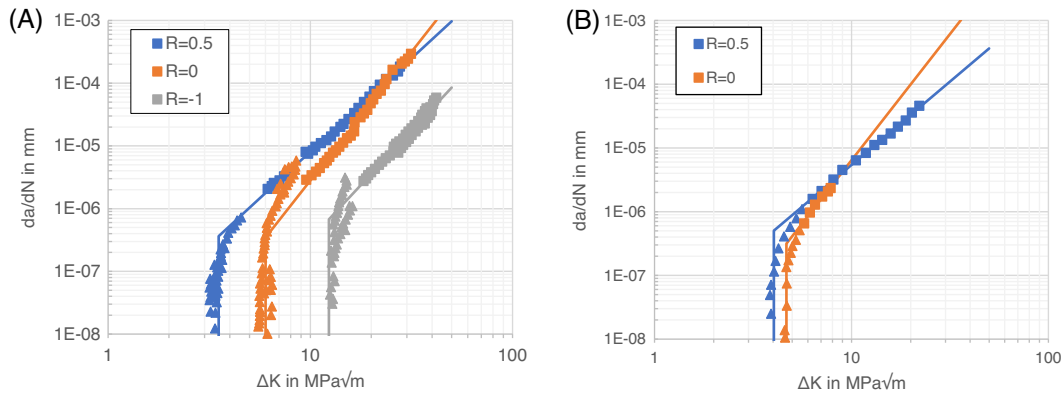 (A)
1E-03
1E-04
1E-05
1E-06
1E-07
1E-08
da/dN in mm
R=0.5
R=0
R=-1
1 10 100
ΔK in MPa√m
(B)
1E-03
1E-04
1E-05
1E-06
1E-07
1E-08
da/dN in mm
R=0.5
R=0
1 10 100
ΔK in MPa√m